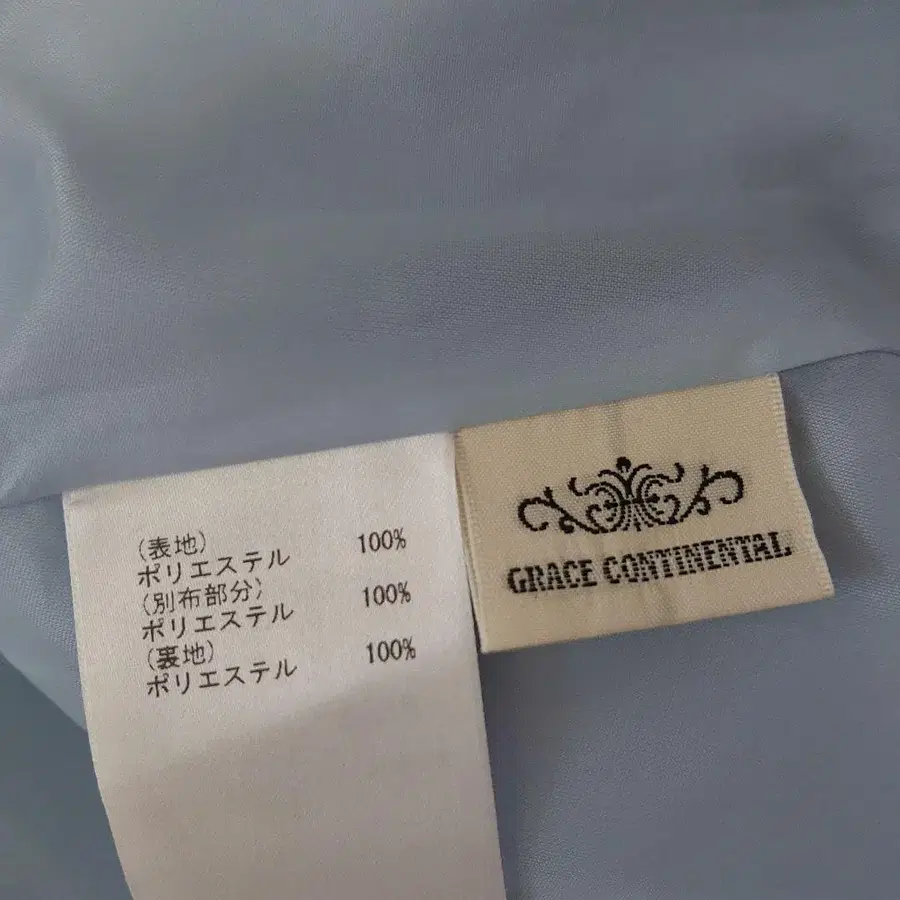 (表地)
ポリエステル 100%
(別布部分)
ポリエステル 100%
(裏地)
ポリエステル 100%
GRACE CONTINENTAL